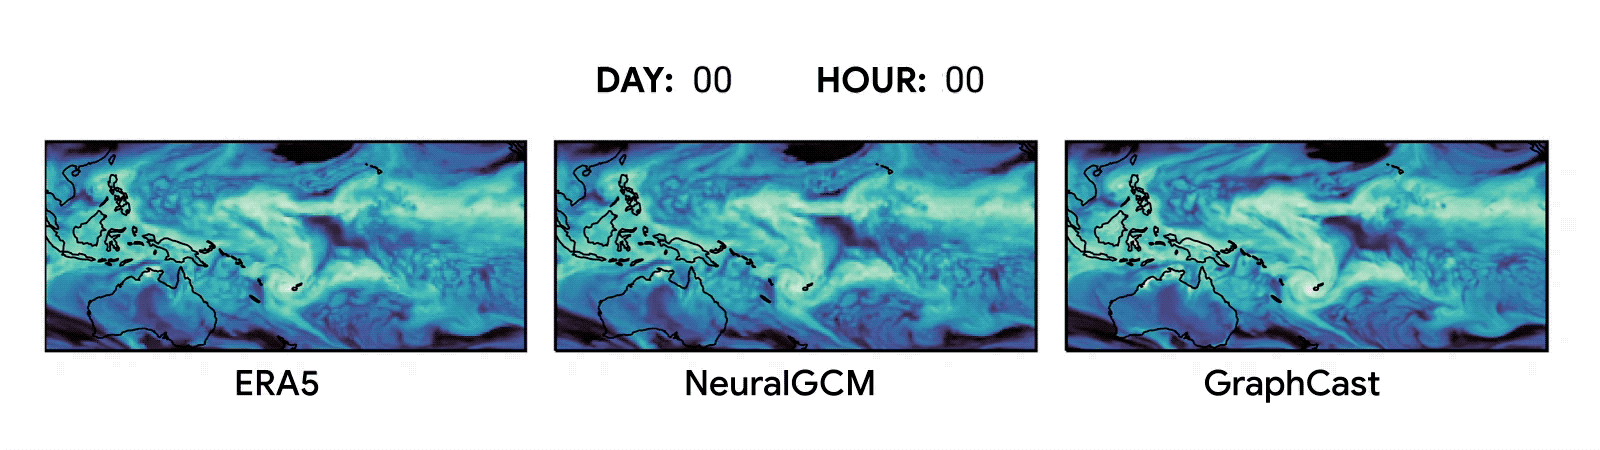 DAY: 00 HOUR: 00
ERA5 NeuralGCM GraphCast